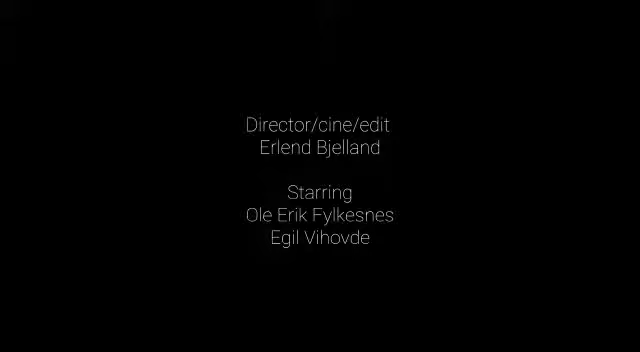 Director/cine/edit
Erlend Bjelland
Starring
Ole Erik Fylkesnes
Egil Vihovde